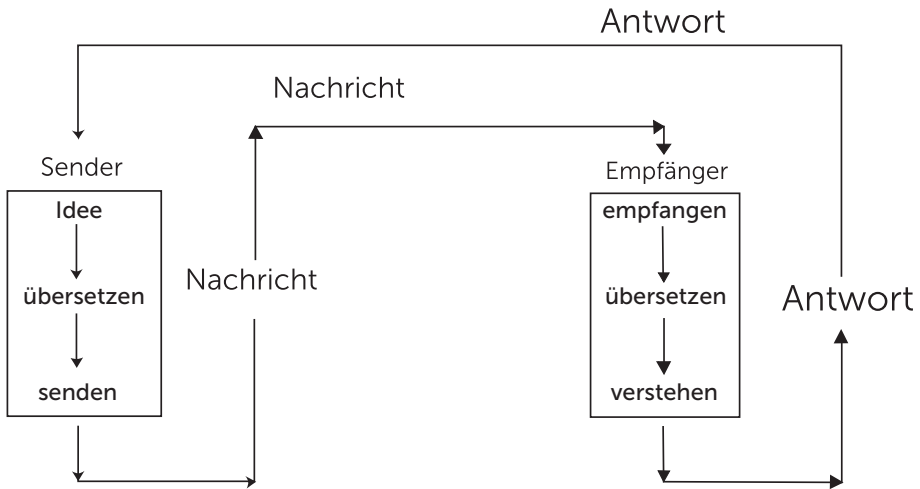 Antwort
Nachricht
Sender
Idee
übersetzen
senden
Nachricht
Empfänger
empfangen
übersetzen
verstehen
Antwort